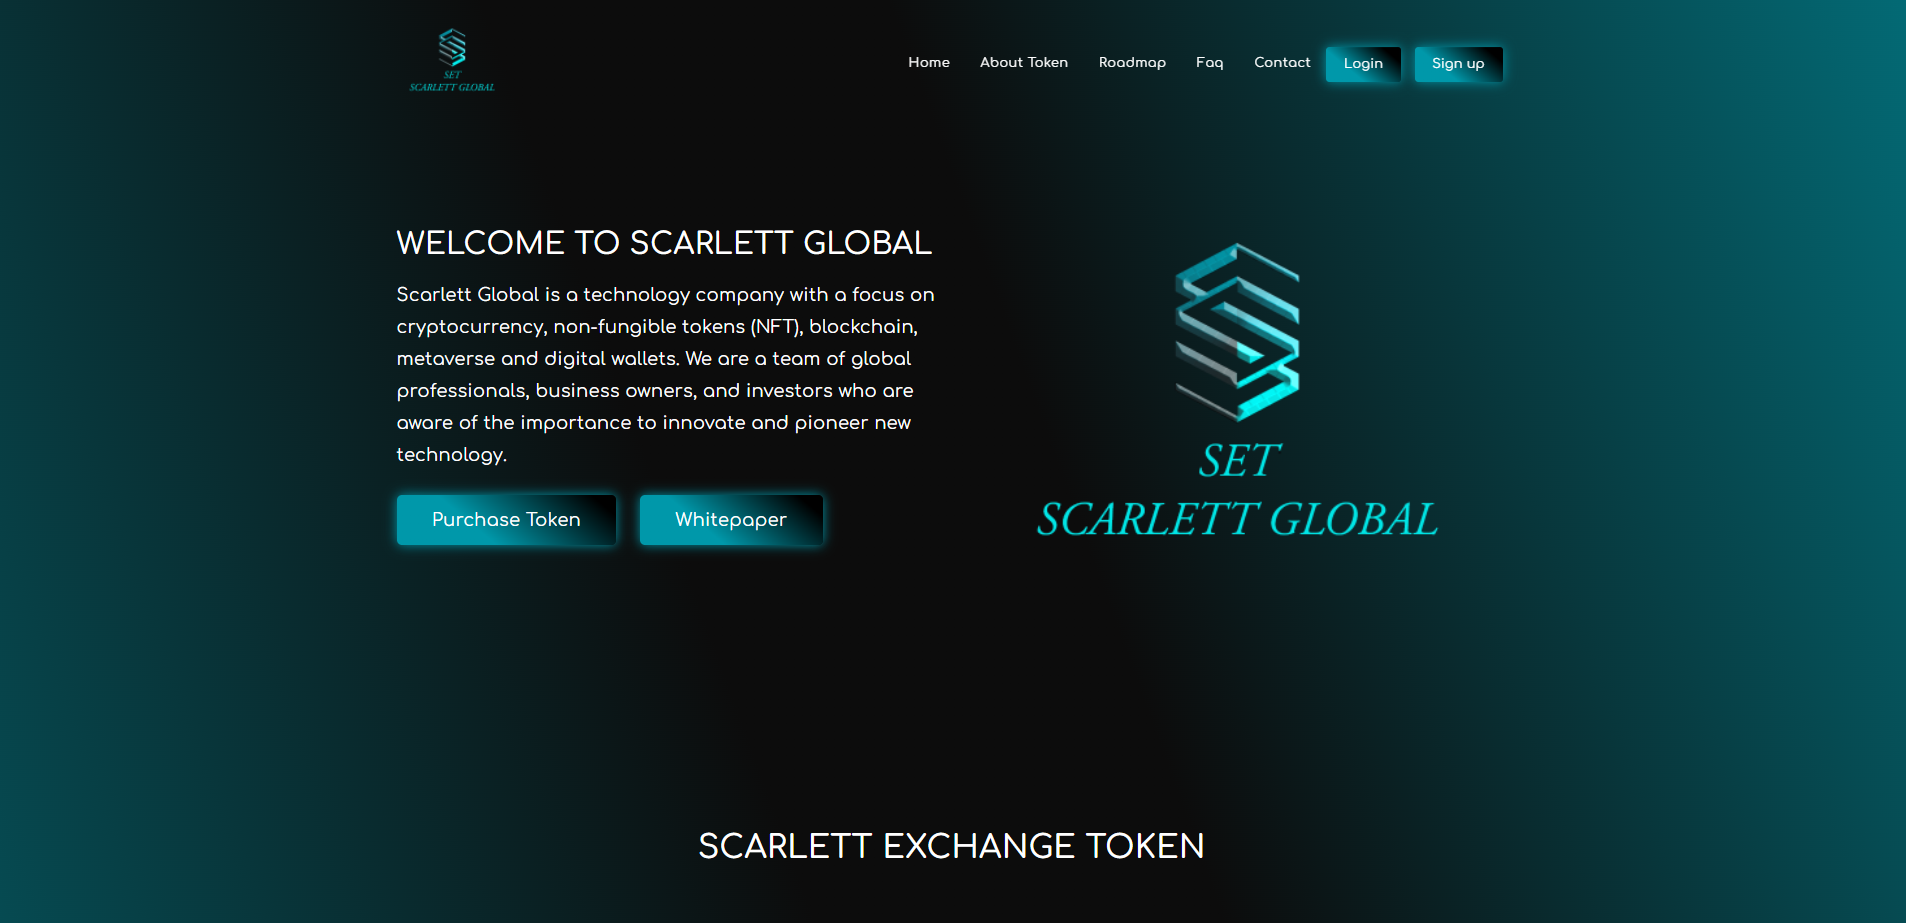 SET
SCARLETT GLOBAL
Home About Token Roadmap Faq Contact Login Sign up
WELCOME TO SCARLETT GLOBAL
Scarlett Global is a technology company with a focus on
cryptocurrency, non-fungible tokens (NFT), blockchain,
metaverse and digital wallets. We are a team of global
professionals, business owners, and investors who are
aware of the importance to innovate and pioneer new
technology.
Purchase Token Whitepaper
SET
SCARLETT GLOBAL
SCARLETT EXCHANGE TOKEN